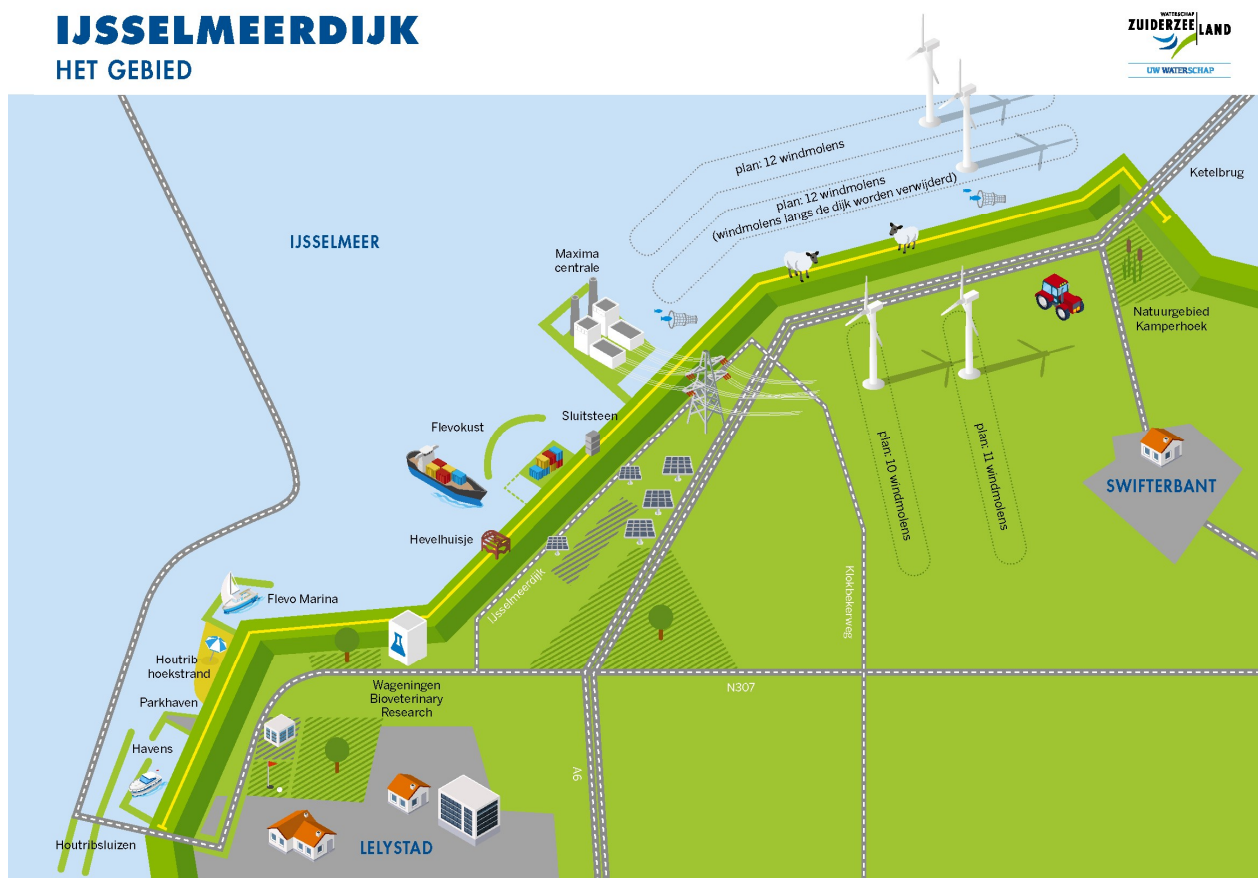 IJSSELMEERDIJK
HET GEBIED
WATERSCHAP
ZUIDERZEELAND
UW WATERSCHAP
plan: 12 windmolens
plan: 12 windmolens
(windmolens langs de dijk worden verwijderd)
Ketelbrug
IJSSELMEER
Maxima
centrale
Natuurgebied
Kamperhoek
Sluitsteen
Flevokust
plan: 10 windmolens
plan: 11 windmolens
SWIFTERBANT
Hevelhuisje
IJsselmeerdijk
Klokbekerweg
Flevo Marina
Houtrib
hoekstrand
Wageningen
Bioveterinary
Research
N307
Parkhaven
Havens
A6
Houtribsluizen
LELYSTAD